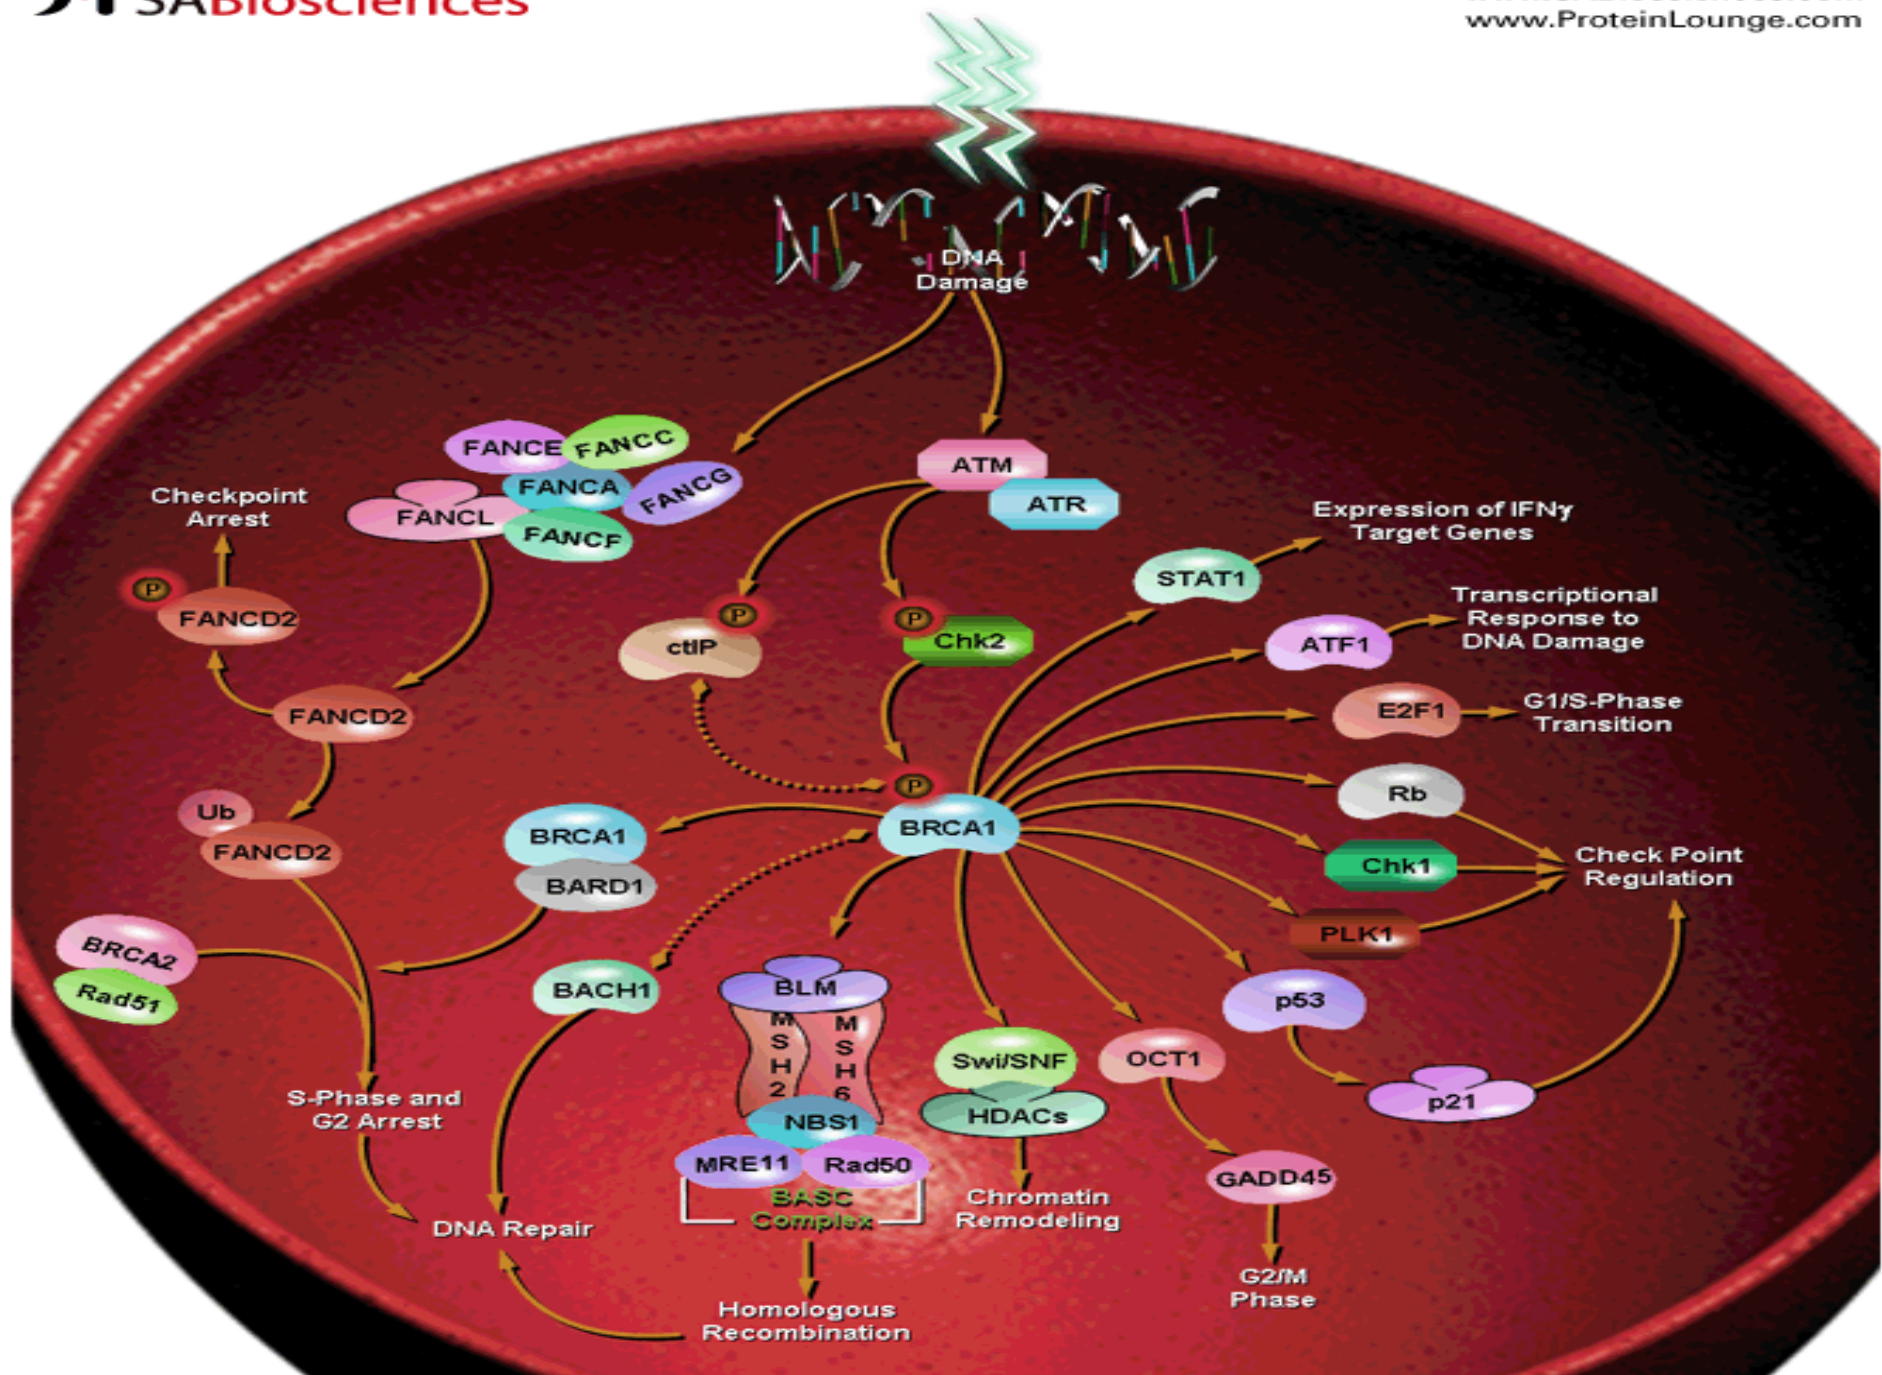 SABiosciences
www.ProteinLounge.com
DNA
Damage
FANCE
FANCC
FANCA
FANCG
FANCL
FANCF
ATM
ATR
Checkpoint
Arrest
P
FANCD2
Expression of IFNγ
Target Genes
STAT1
Transcriptional
Response to
DNA Damage
ATF1
P
ctIP
P
Chk2
FANCD2
E2F1
G1/S-Phase
Transition
Rb
P
BRCA1
Ub
FANCD2
BRCA1
BARD1
Chk1
Check Point
Regulation
PLK1
BRCA2
Rad51
BACH1
BLM
MSH2
MSH6
NBS1
MRE11
Rad50
BASC
Complex
Swi/SNF
HDACs
OCT1
p53
p21
S-Phase and
G2 Arrest
GADD45
Chromatin
Remodeling
DNA Repair
G2/M
Phase
Homologous
Recombination